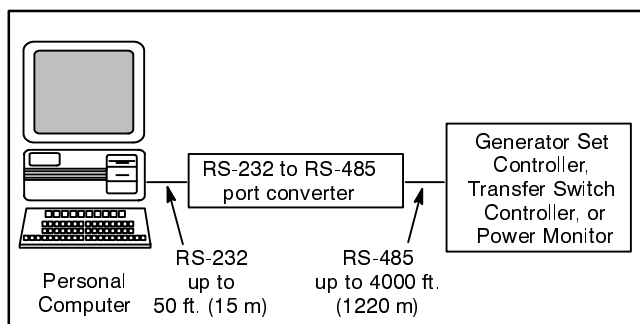 RS-232 to RS-485
port converter
Generator Set
Controller,
Transfer Switch
Controller, or
Power Monitor
Personal
Computer
RS-232
up to
50 ft. (15 m)
RS-485
up to 4000 ft.
(1220 m)